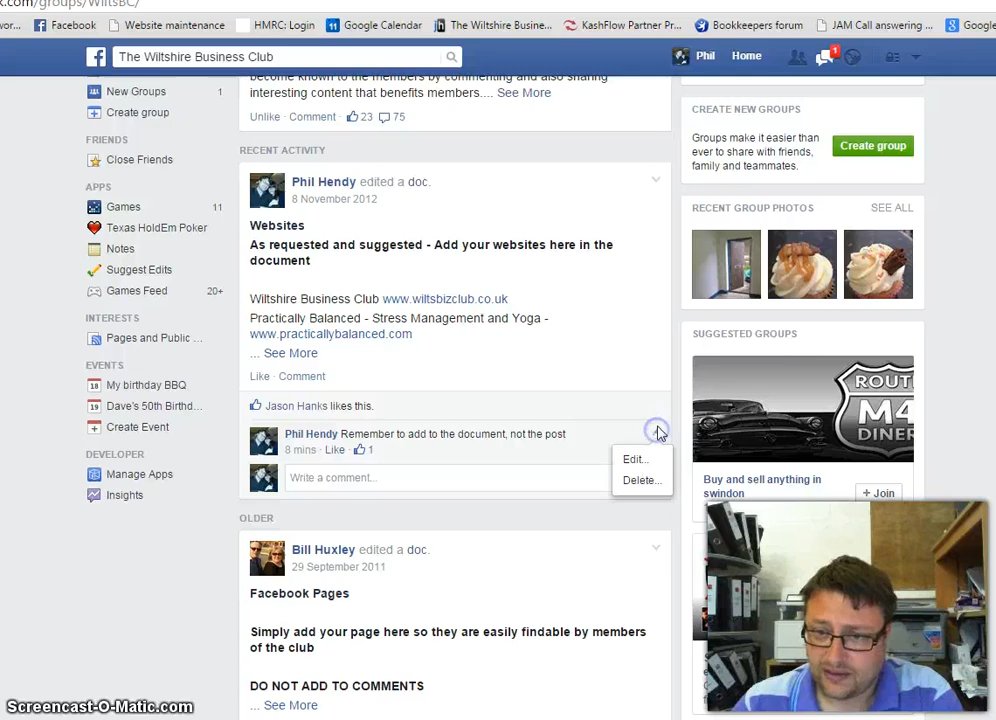 k.com/groups/WiltsBC/
Facebook
Website maintenance
HMRC: Login
11 Google Calendar
The Wiltshire Busine...
KashFlow Partner Pr...
Bookkeepers forum
JAM Call answering ...
Google
The Wiltshire Business Club
Phil
Home
1
New Groups 1
Create group
FRIENDS
Close Friends
APPS
Games 11
Texas HoldEm Poker
Notes
Suggest Edits
Games Feed 20+
INTERESTS
Pages and Public ...
EVENTS
18 My birthday BBQ
19 Dave's 50th Birthd...
Create Event
DEVELOPER
Manage Apps
Insights
become known to the members by commenting and also sharing
interesting content that benefits members.... See More
Unlike · Comment · 23 75
RECENT ACTIVITY
Phil Hendy edited a doc.
8 November 2012
Websites
As requested and suggested - Add your websites here in the
document
Wiltshire Business Club www.wiltsbizclub.co.uk
Practically Balanced - Stress Management and Yoga -
www.practicallybalanced.com
... See More
Like · Comment
Jason Hanks likes this.
Phil Hendy Remember to add to the document, not the post
8 mins · Like · 1
Write a comment...
Edit...
Delete...
OLDER
Bill Huxley edited a doc.
29 September 2011
Facebook Pages
Simply add your page here so they are easily findable by members
of the club
DO NOT ADD TO COMMENTS
... See More
CREATE NEW GROUPS
Groups make it easier than
ever to share with friends,
family and teammates.
Create group
RECENT GROUP PHOTOS SEE ALL
SUGGESTED GROUPS
ROUT
M4
DINER
Buy and sell anything in
swindon
+ Join
Screencast-O-Matic.com